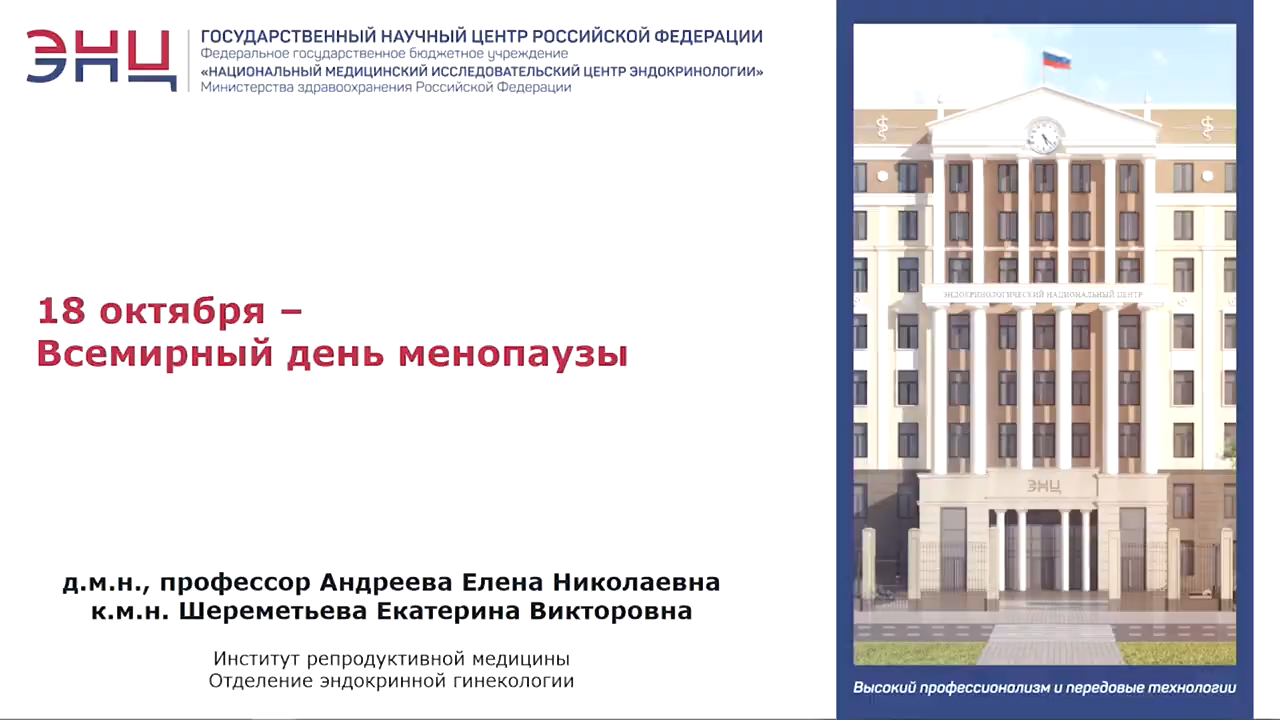 ЭНЦ
ГОСУДАРСТВЕННЫЙ НАУЧНЫЙ ЦЕНТР РОССИЙСКОЙ ФЕДЕРАЦИИ
Федеральное государственное бюджетное учреждение
«НАЦИОНАЛЬНЫЙ МЕДИЦИНСКИЙ ИССЛЕДОВАТЕЛЬСКИЙ ЦЕНТР ЭНДОКРИНОЛОГИИ»
Министерства здравоохранения Российской Федерации
18 октября –
Всемирный день менопаузы
д.м.н., профессор Андреева Елена Николаевна
к.м.н. Шереметьева Екатерина Викторовна
Институт репродуктивной медицины
Отделение эндокринной гинекологии
ЭНДОКРИНОЛОГИЧЕСКИЙ НАЦИОНАЛЬНЫЙ ЦЕНТР
ЭНЦ
Высокий профессионализм и передовые технологии